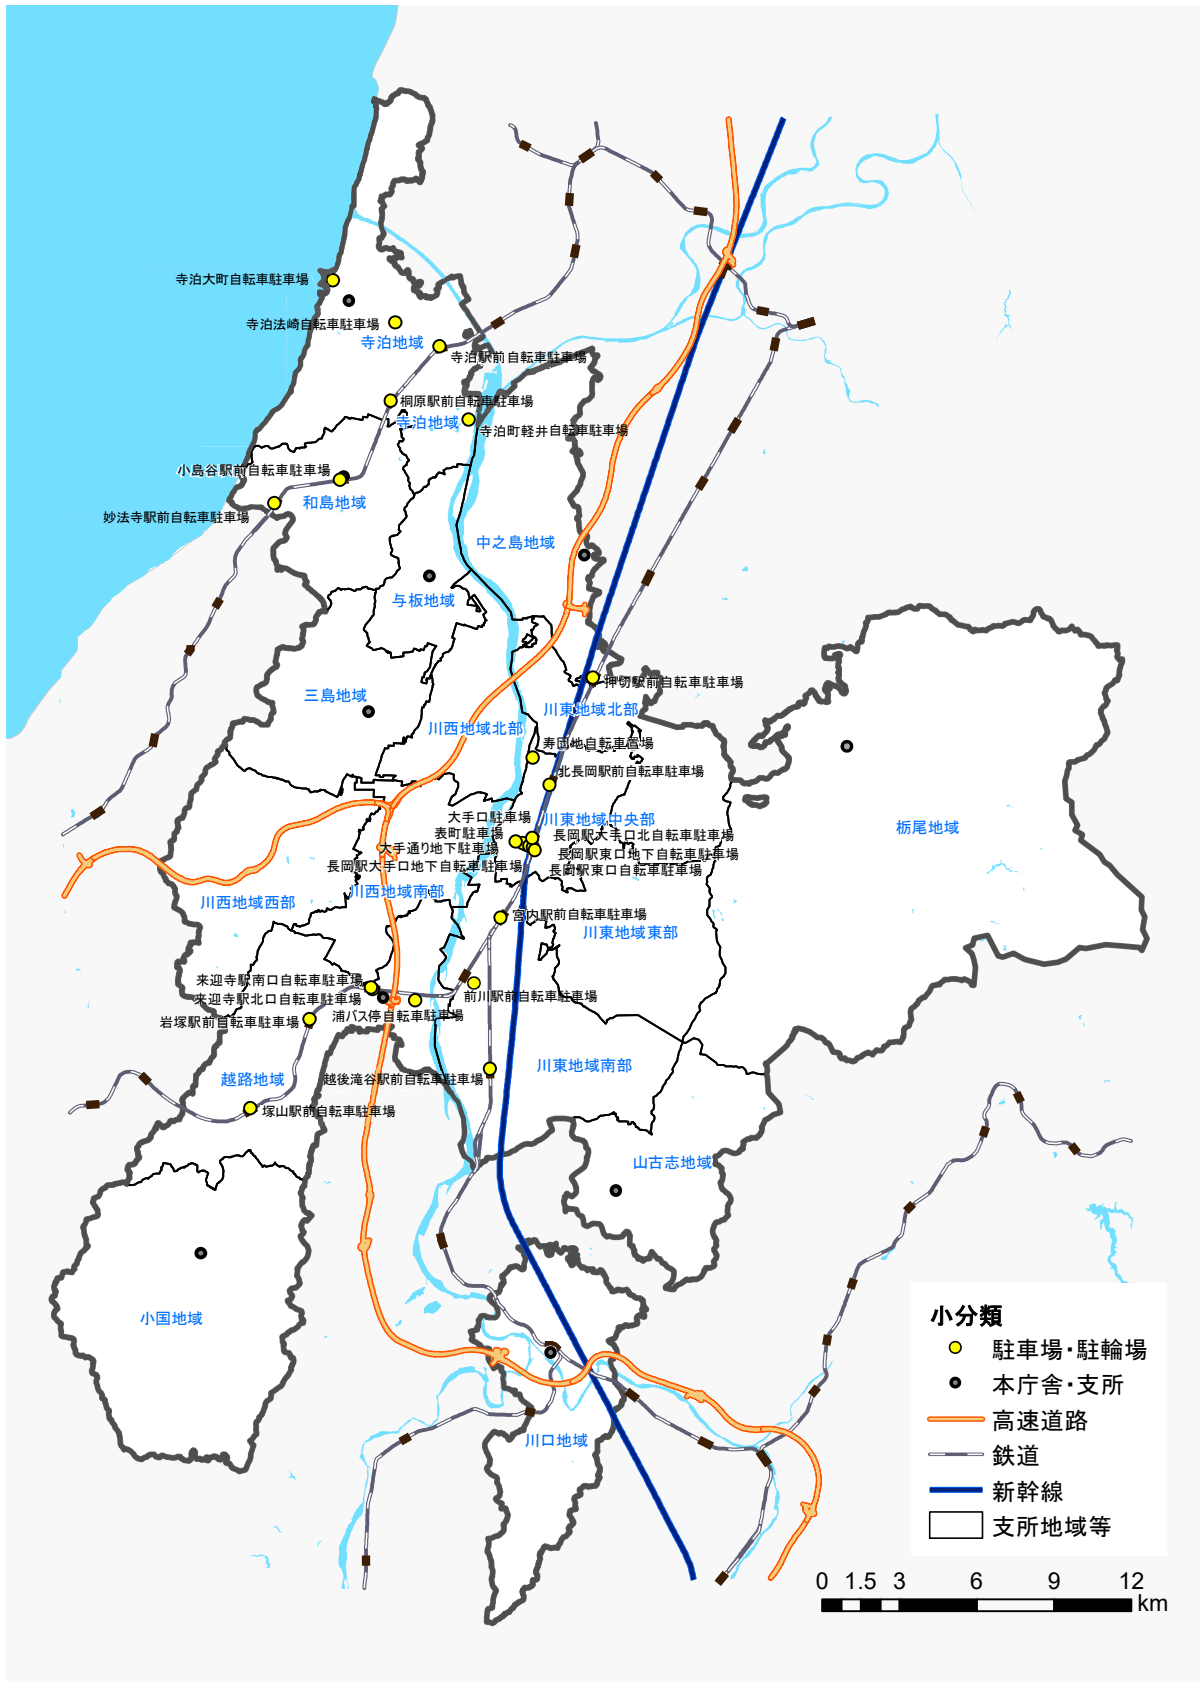 寺泊大町自転車駐車場
寺泊法崎自転車駐車場
寺泊地域
寺泊駅前自転車駐車場
桐原駅前自転車駐車場
寺泊地域
寺泊町軽井自転車駐車場
小島谷駅前自転車駐車場
和島地域
妙法寺駅前自転車駐車場
中之島地域
与板地域
押切駅前自転車駐車場
三島地域
川東地域北部
川西地域北部
寿団地自転車置場
北長岡駅前自転車駐車場
大手口駐車場
川東地域中央部
表町駐車場
長岡駅大手口北自転車駐車場
大手通り地下駐車場
長岡駅東口地下自転車駐車場
長岡駅大手口地下自転車駐車場
長岡駅東口自転車駐車場
栃尾地域
川西地域南部
川西地域西部
宮内駅前自転車駐車場
川東地域東部
来迎寺駅南口自転車駐車場
来迎寺駅北口自転車駐車場
前川駅前自転車駐車場
浦バス停自転車駐車場
岩塚駅前自転車駐車場
川東地域南部
越路地域
越後滝谷駅前自転車駐車場
塚山駅前自転車駐車場
山古志地域
小国地域
川口地域
小分類
駐車場・駐輪場
本庁舎・支所
高速道路
鉄道
新幹線
支所地域等
0 1.5 3 6 9 12
km